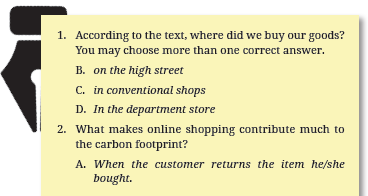 1. According to the text, where did we buy our goods?
You may choose more than one correct answer.
B. on the high street
C. in conventional shops
D. In the department store
2. What makes online shopping contribute much to
the carbon footprint?
A. When the customer returns the item he/she
bought.